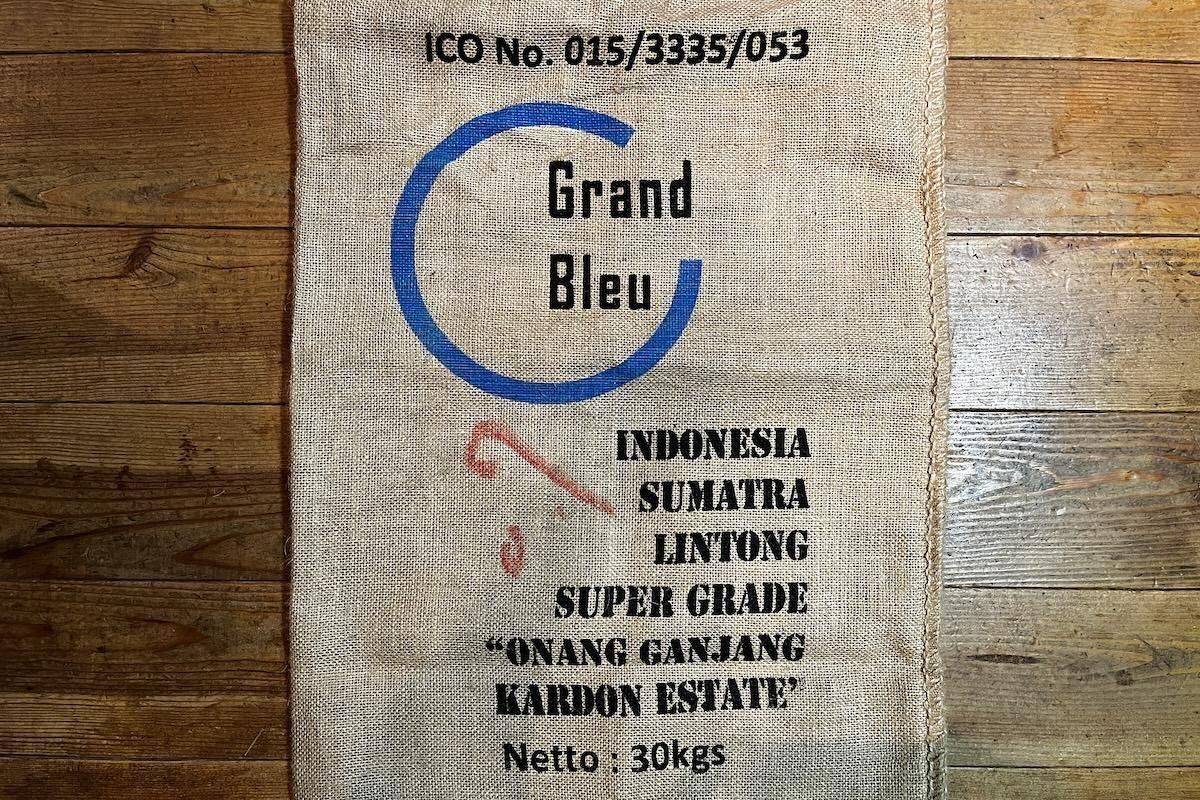 ICO No. 015/3335/053
Grand
Bleu
INDONESIA
SUMATRA
LINTONG
SUPER GRADE
“ONANG GANJANG
KARDON ESTATE’
Netto : 30kgs